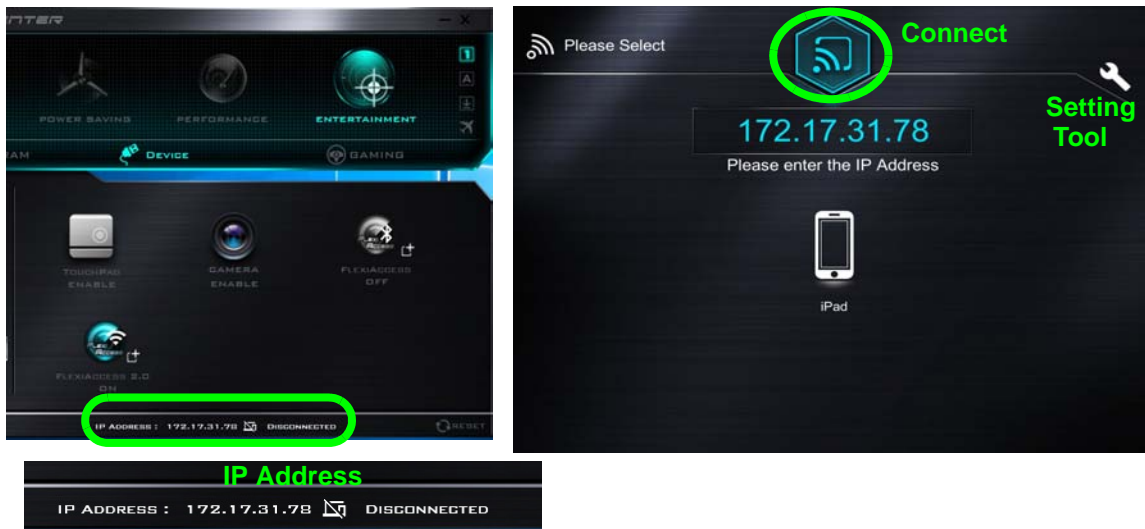 POWER SAVING
PERFORMANCE
ENTERTAINMENT
1
A
DEVICE
GAMING
TOUCHPAD
ENABLE
CAMERA
ENABLE
FLEXIACCESS
OFF
FLEXIACCESS 2.0
ON
IP ADDRESS : 172.17.31.78 DISCONNECTED
RESET
Please Select
Connect
Setting
Tool
172.17.31.78
Please enter the IP Address
iPad
IP Address
IP ADDRESS : 172.17.31.78 DISCONNECTED